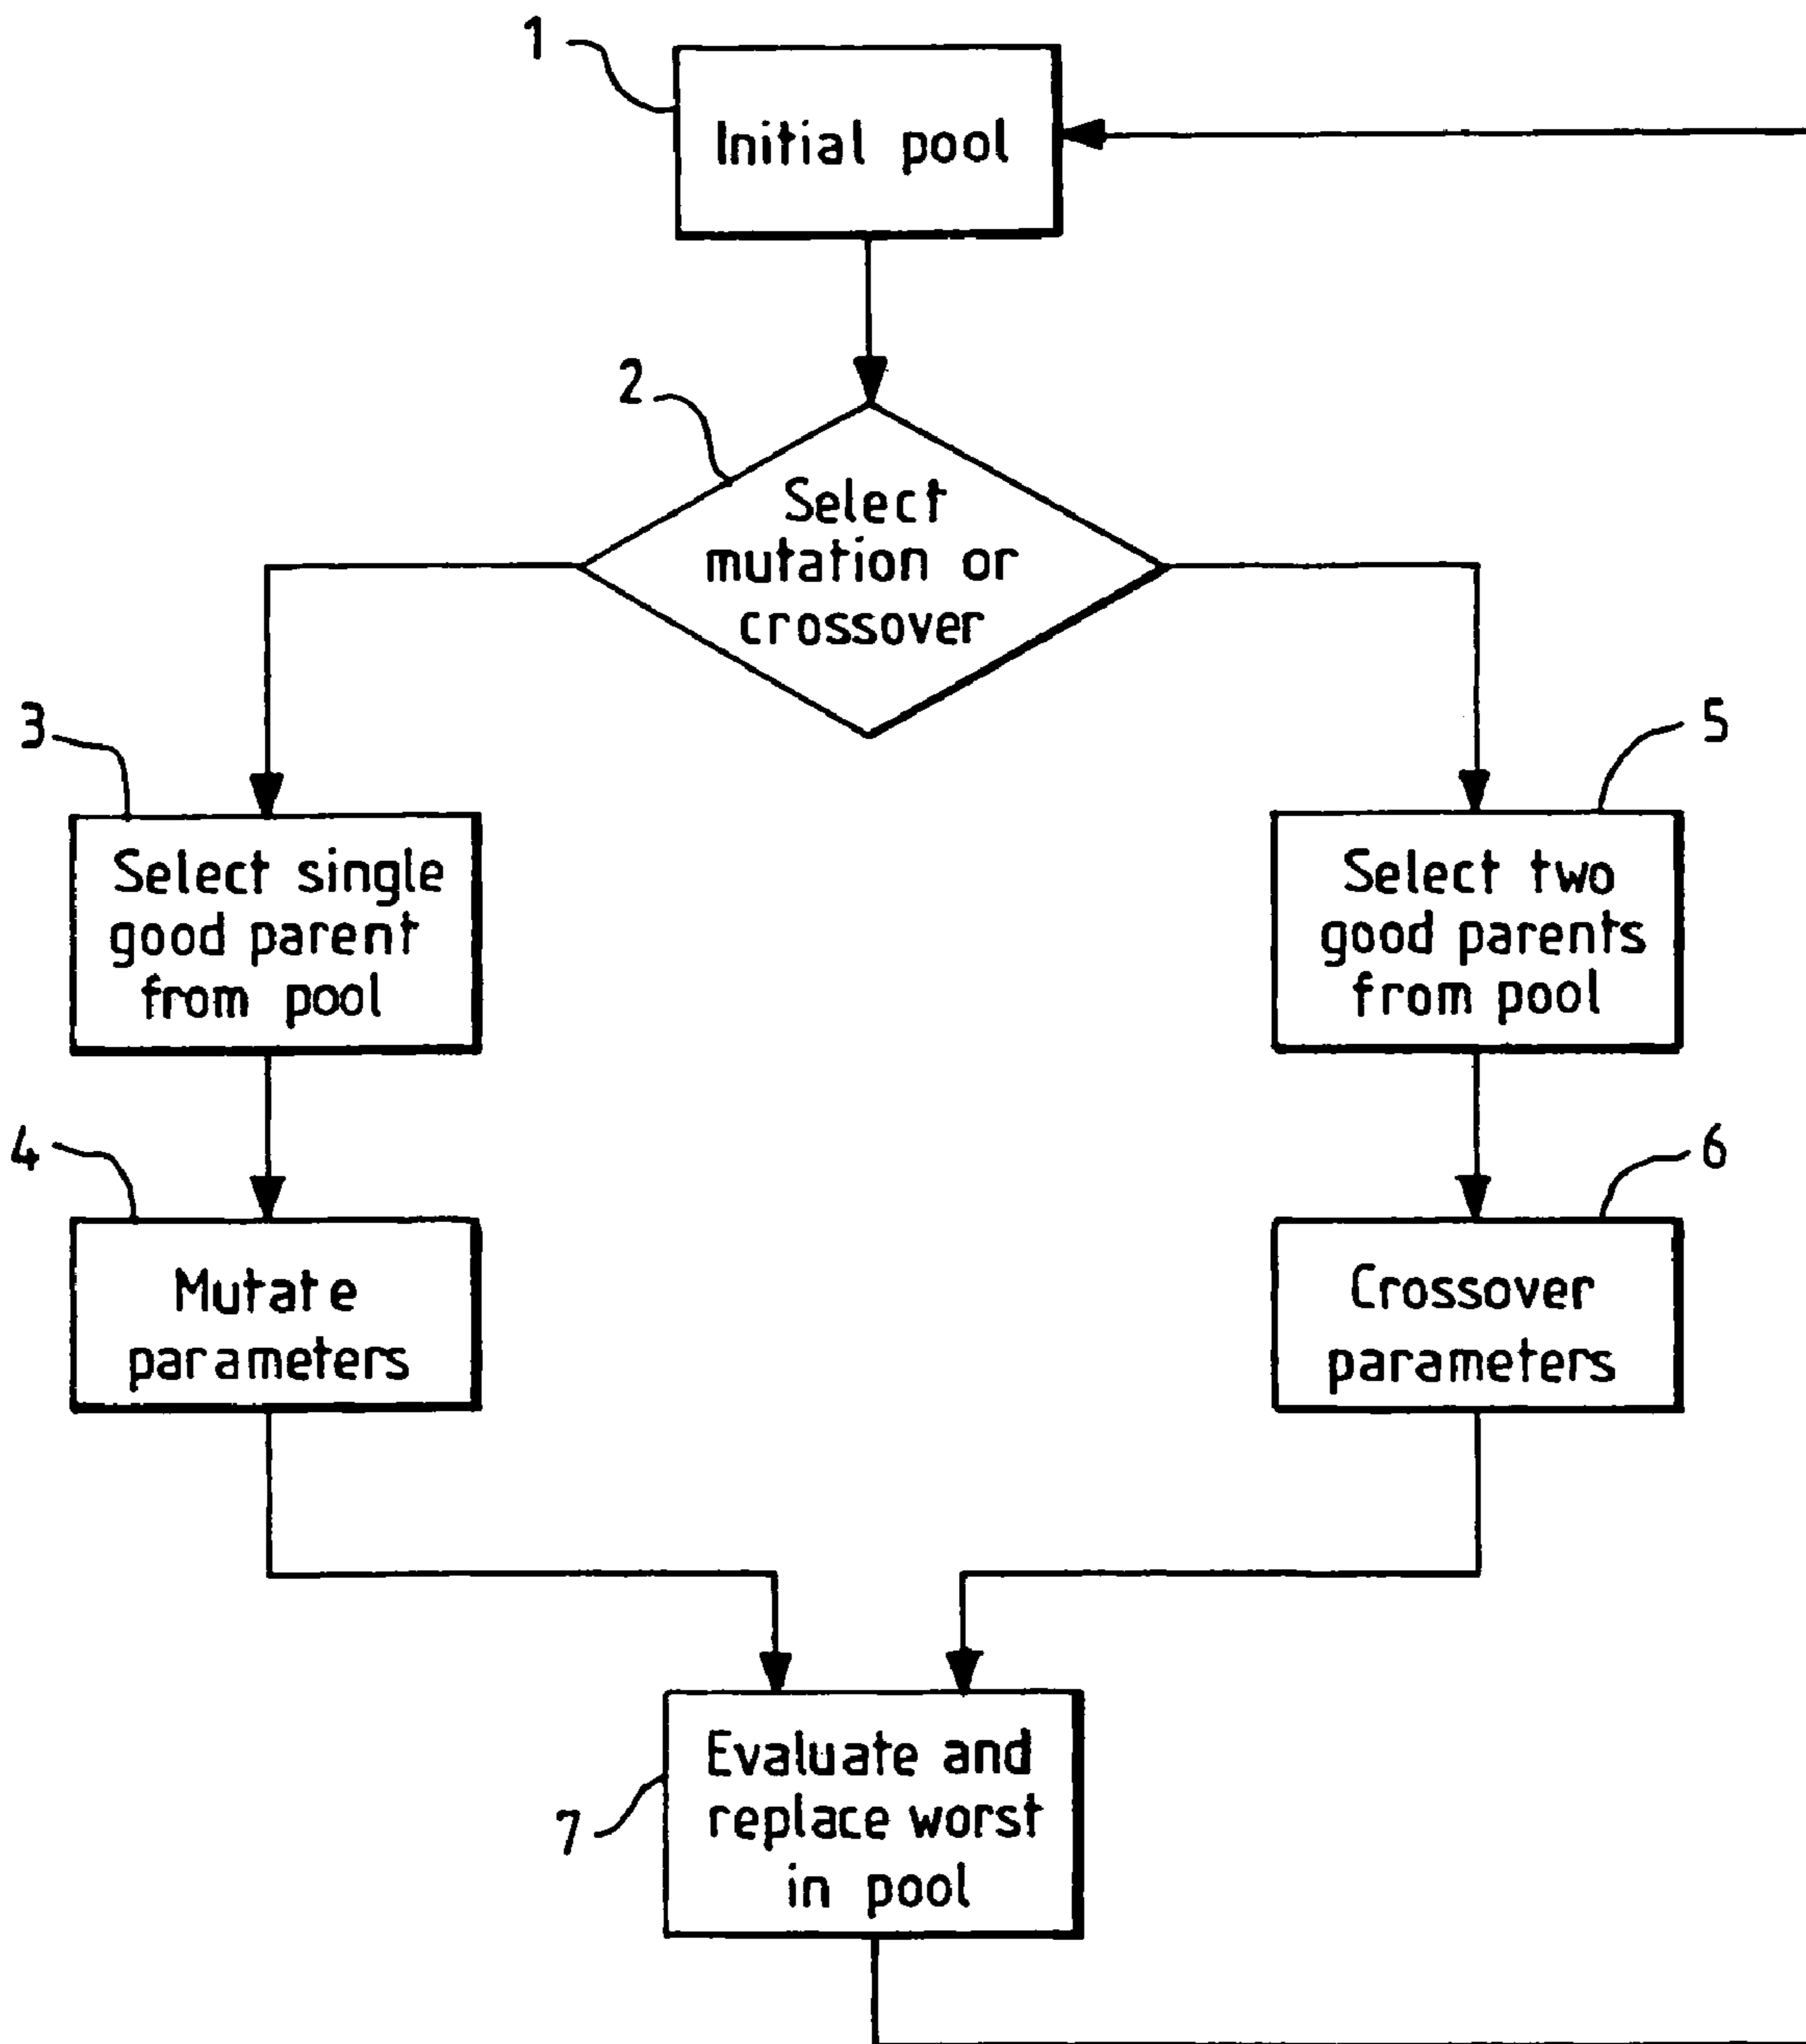 1
Initial pool
2
Select
mutation or
crossover
3
Select single
good parent
from pool
5
Select two
good parents
from pool
4
Mutate
parameters
6
Crossover
parameters
7
Evaluate and
replace worst
in pool